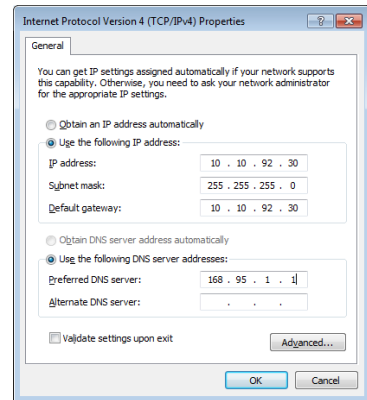 Internet Protocol Version 4 (TCP/IPv4) Properties
General
You can get IP settings assigned automatically if your network supports
this capability. Otherwise, you need to ask your network administrator
for the appropriate IP settings.
Obtain an IP address automatically
Use the following IP address:
IP address: 10 . 10 . 92 . 30
Subnet mask: 255 . 255 . 255 . 0
Default gateway: 10 . 10 . 92 . 30
Obtain DNS server address automatically
Use the following DNS server addresses:
Preferred DNS server: 168 . 95 . 1 . 1
Alternate DNS server: . . .
Validate settings upon exit
Advanced...
OK Cancel